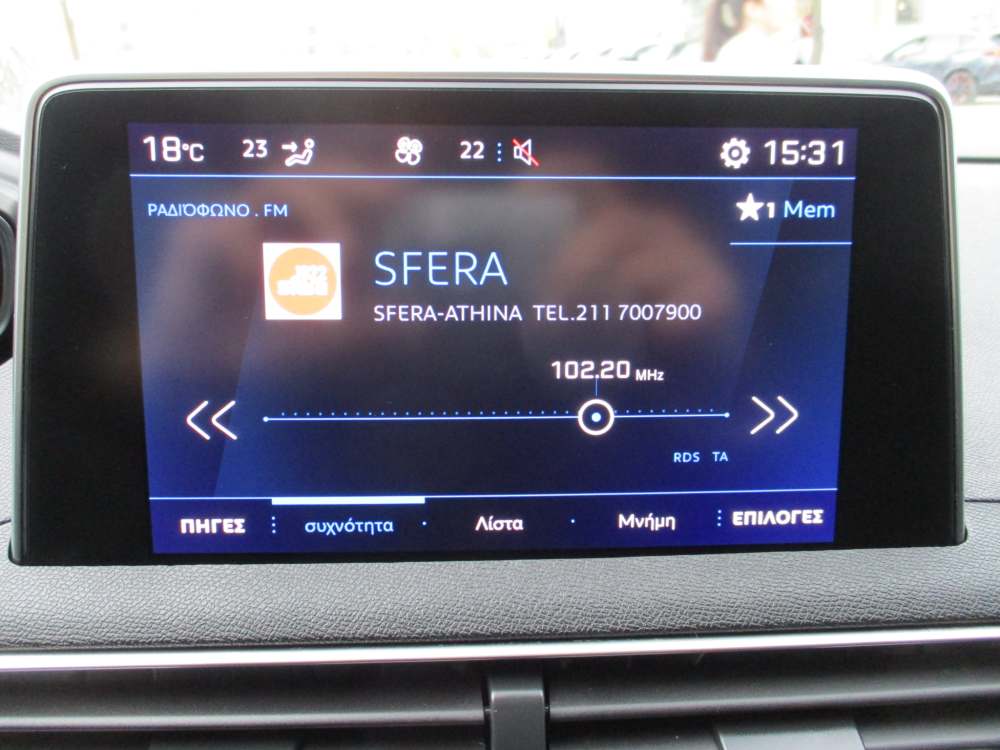 18°C 23 22 15:31
ΡΑΔΙΌΦΩΝΟ . FM
1 Mem
SFERA
SFERA-ATHINA TEL.211 7007900
102.20 MHz
RDS TA
ΠΗΓΕΣ συχνότητα Λίστα Μνήμη ΕΠΙΛΟΓΕΣ